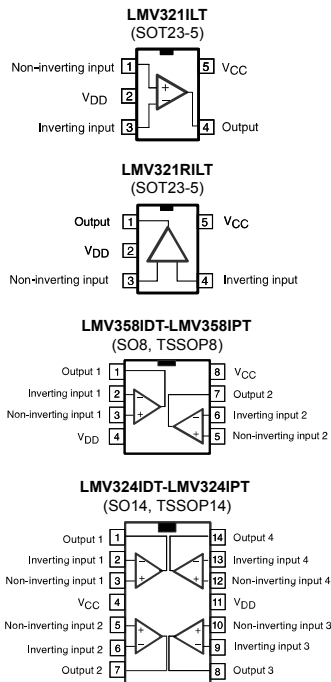 LMV321ILT
(SOT23-5)
Non-inverting input 1 + 5 VCC
VDD 2
Inverting input 3 − 4 Output
LMV321RILT
(SOT23-5)
Output 1 5 VCC
VDD 2
Non-inverting input 3 4 Inverting input
LMV358IDT-LMV358IPT
(SO8, TSSOP8)
Output 1 1 8 VCC
Inverting input 1 2 − 7 Output 2
Non-inverting input 1 3 + − 6 Inverting input 2
VDD 4 + 5 Non-inverting input 2
LMV324IDT-LMV324IPT
(SO14, TSSOP14)
Output 1 1 14 Output 4
Inverting input 1 2 − − 13 Inverting input 4
Non-inverting input 1 3 + + 12 Non-inverting input 4
VCC 4 11 VDD
Non-inverting input 2 5 + + 10 Non-inverting input 3
Inverting input 2 6 − − 9 Inverting input 3
Output 2 7 8 Output 3